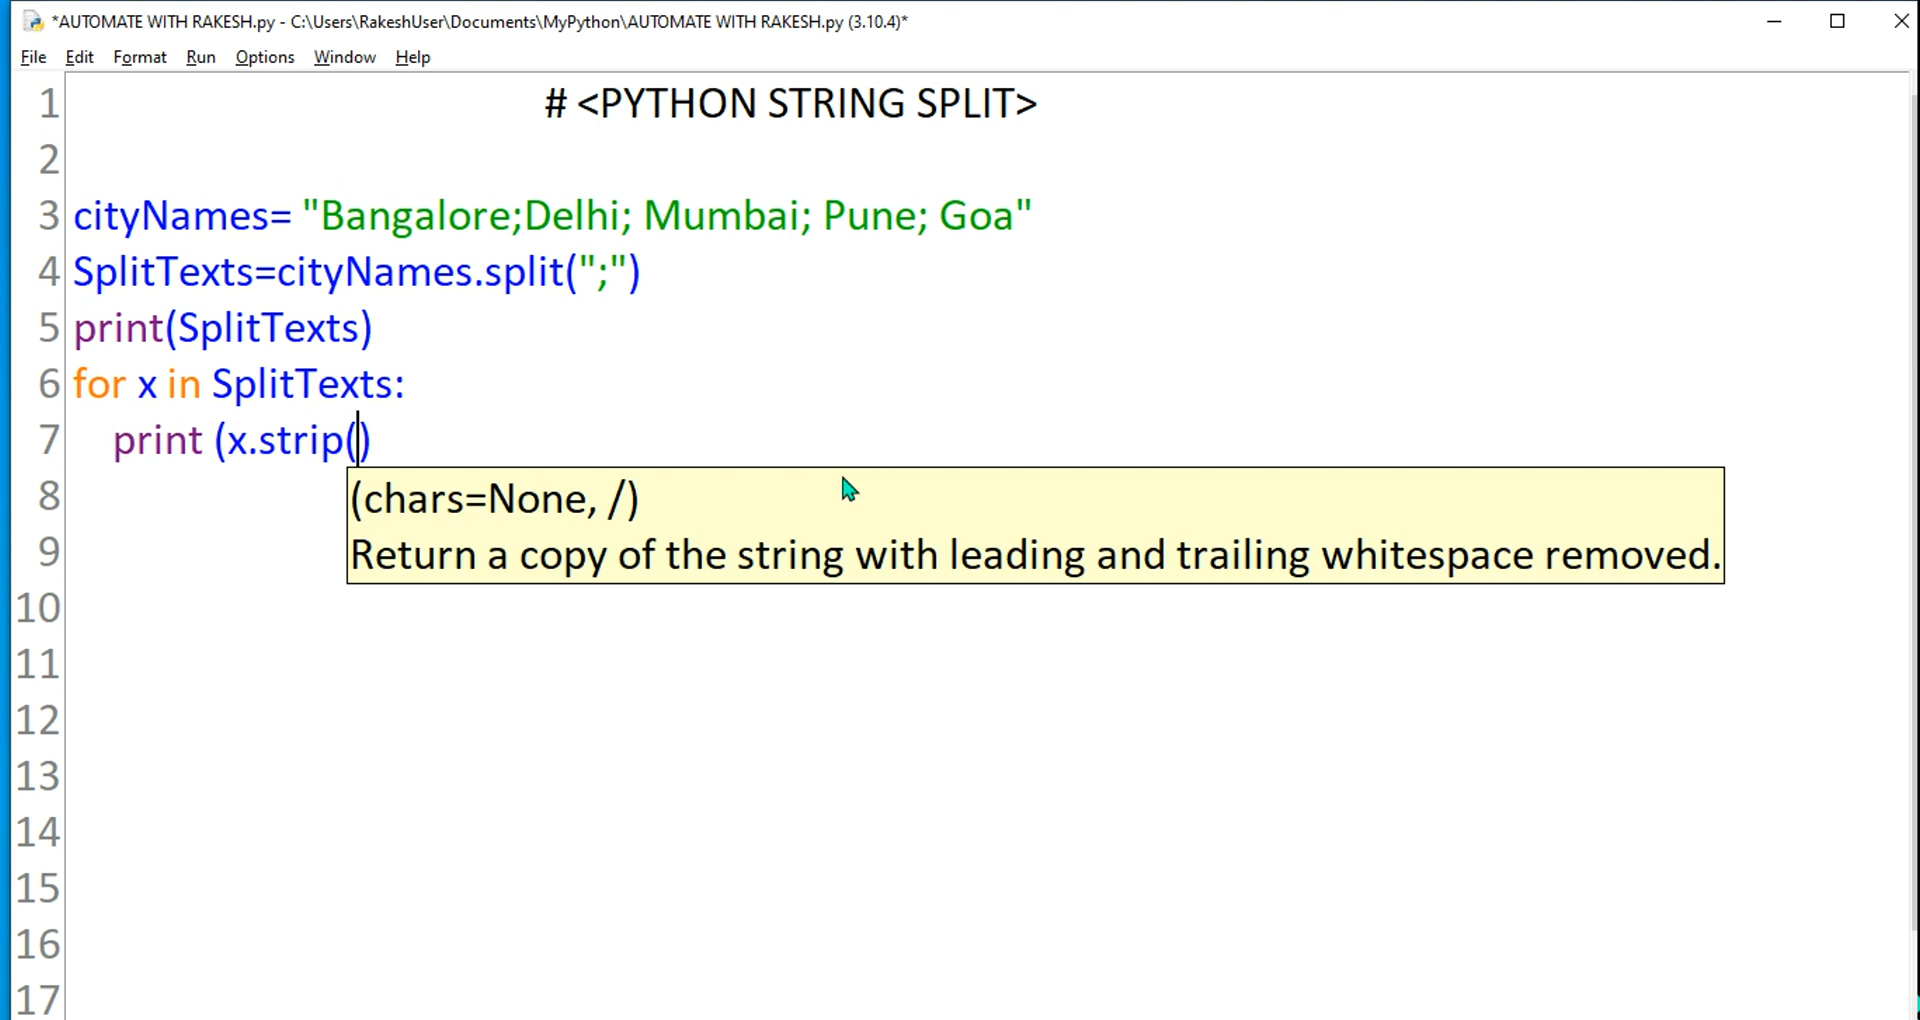 *AUTOMATE WITH RAKESH.py - C:\Users\RakeshUser\Documents\MyPython\AUTOMATE WITH RAKESH.py (3.10.4)*
File Edit Format Run Options Window Help
1 # <PYTHON STRING SPLIT>
2
3 cityNames= "Bangalore;Delhi; Mumbai; Pune; Goa"
4 SplitTexts=cityNames.split(";")
5 print(SplitTexts)
6 for x in SplitTexts:
7 print (x.strip()
8 (chars=None, /)
9 Return a copy of the string with leading and trailing whitespace removed.
10
11
12
13
14
15
16
17